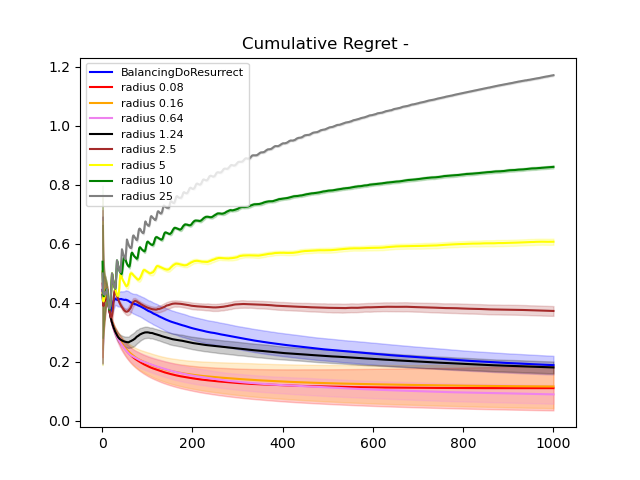 Cumulative Regret -
1.2
1.0
0.8
0.6
0.4
0.2
0.0
BalancingDoResurrect
radius 0.08
radius 0.16
radius 0.64
radius 1.24
radius 2.5
radius 5
radius 10
radius 25
0 200 400 600 800 1000